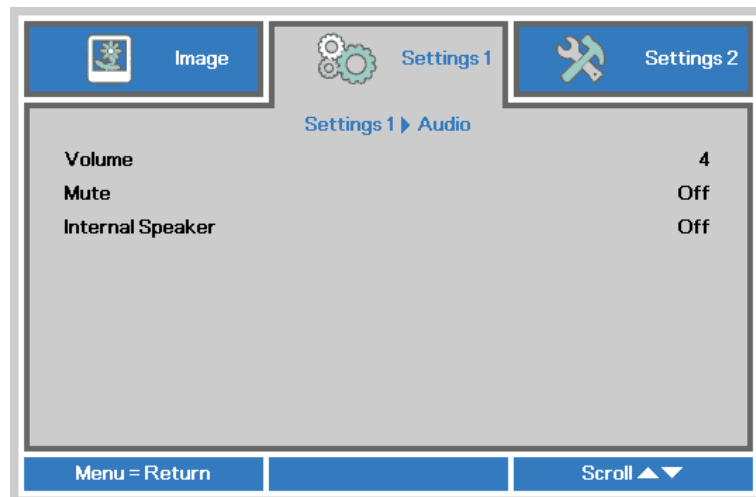 Image Settings 1 Settings 2
Settings 1 ▶ Audio
Volume 4
Mute Off
Internal Speaker Off
Menu = Return Scroll ▲▼